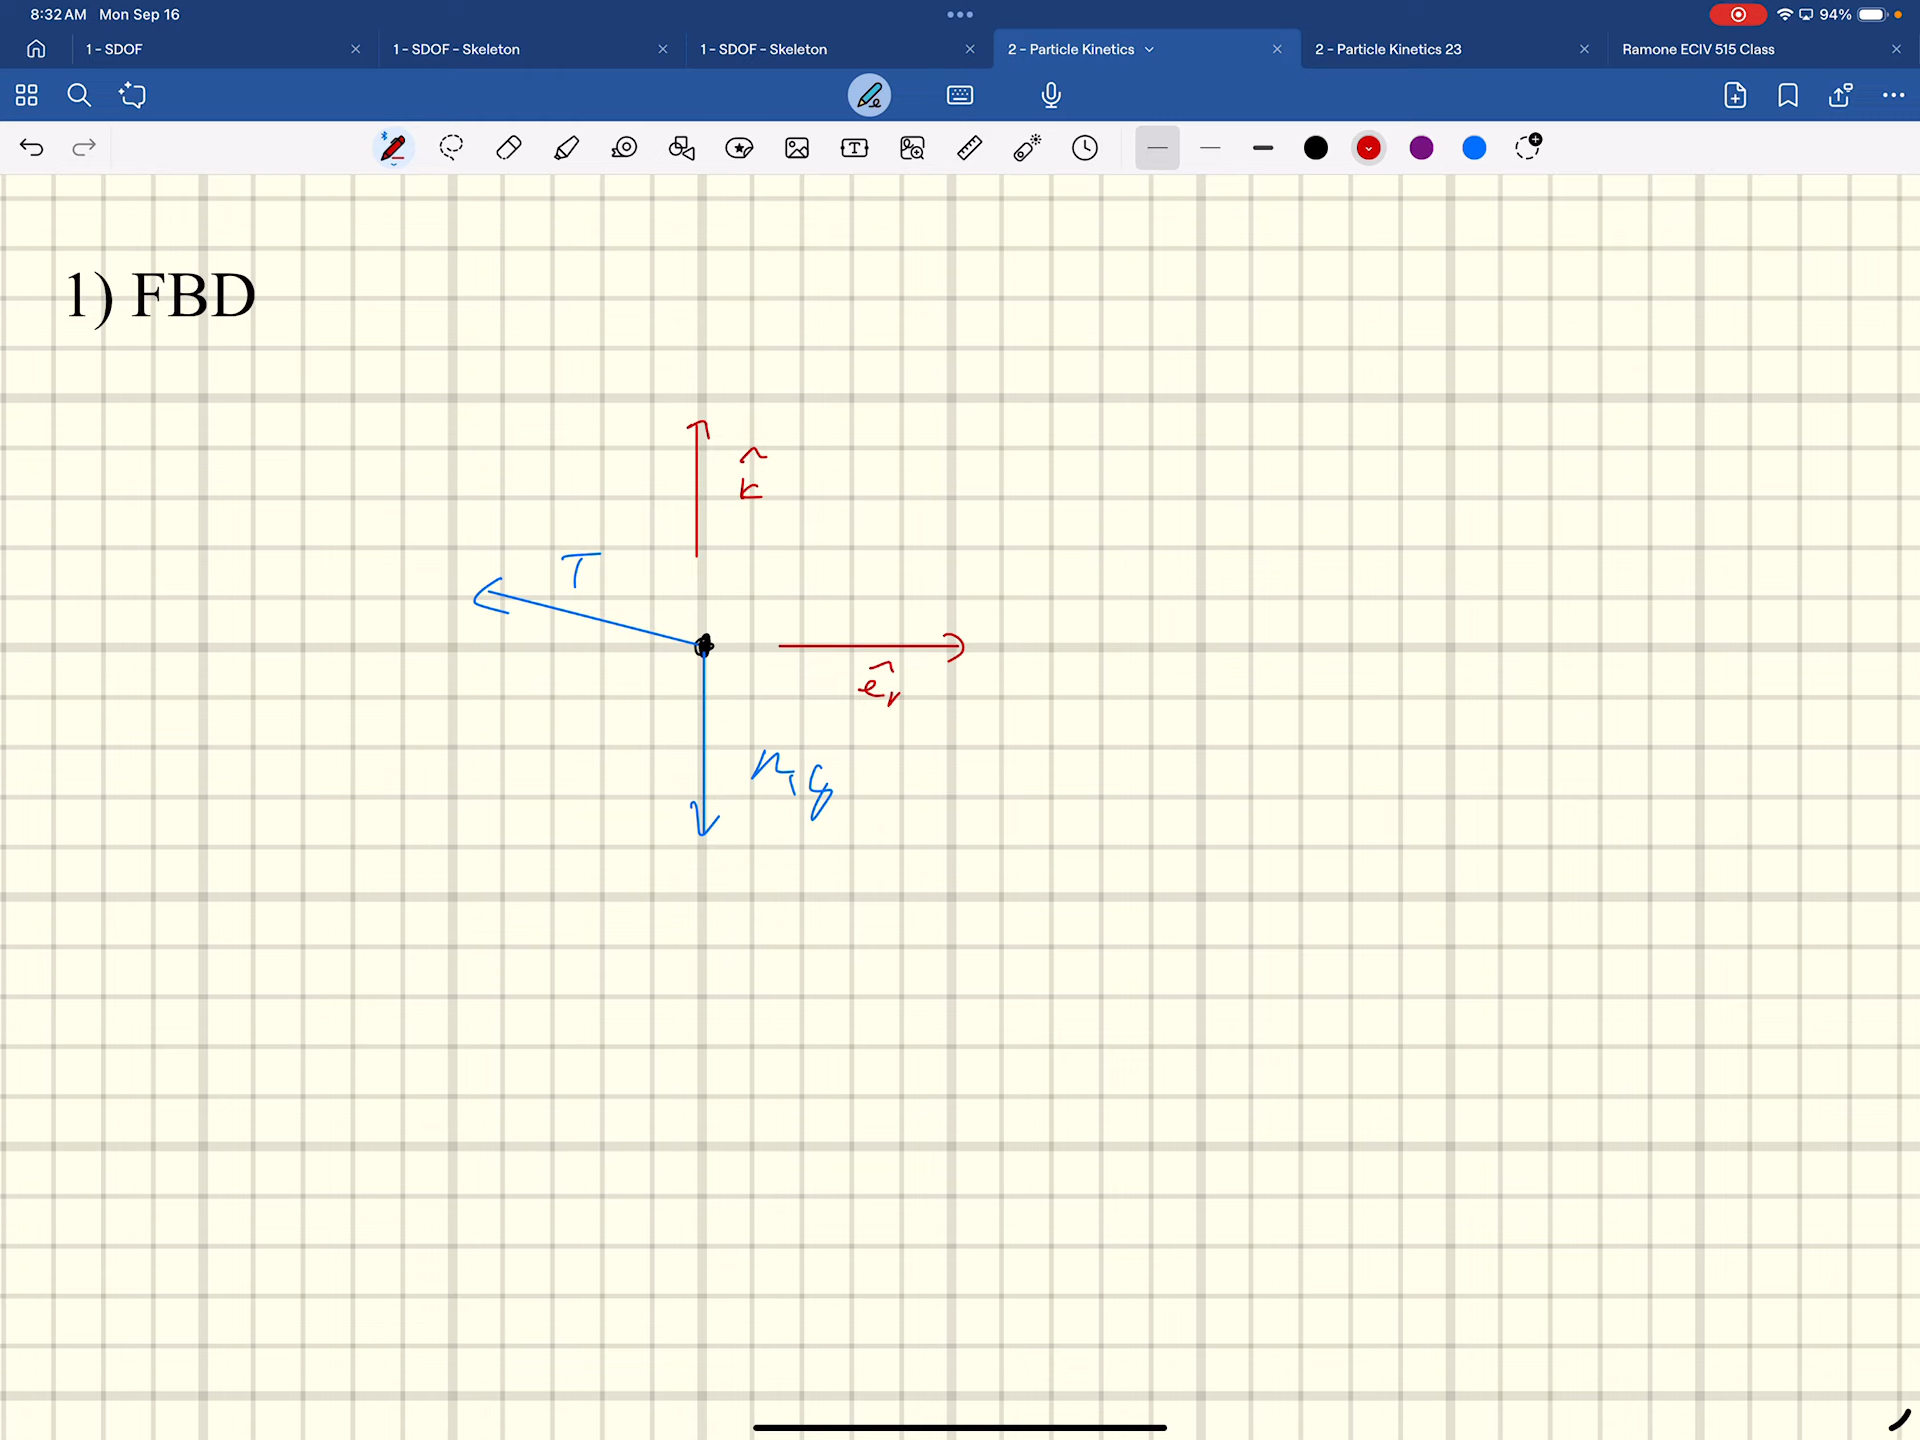 8:32 AM Mon Sep 16
94%
1 - SDOF
1 - SDOF - Skeleton
1 - SDOF - Skeleton
2 - Particle Kinetics
2 - Particle Kinetics 23
Ramone ECIV 515 Class
T
1) FBD
k̂
T
ê_r
mg